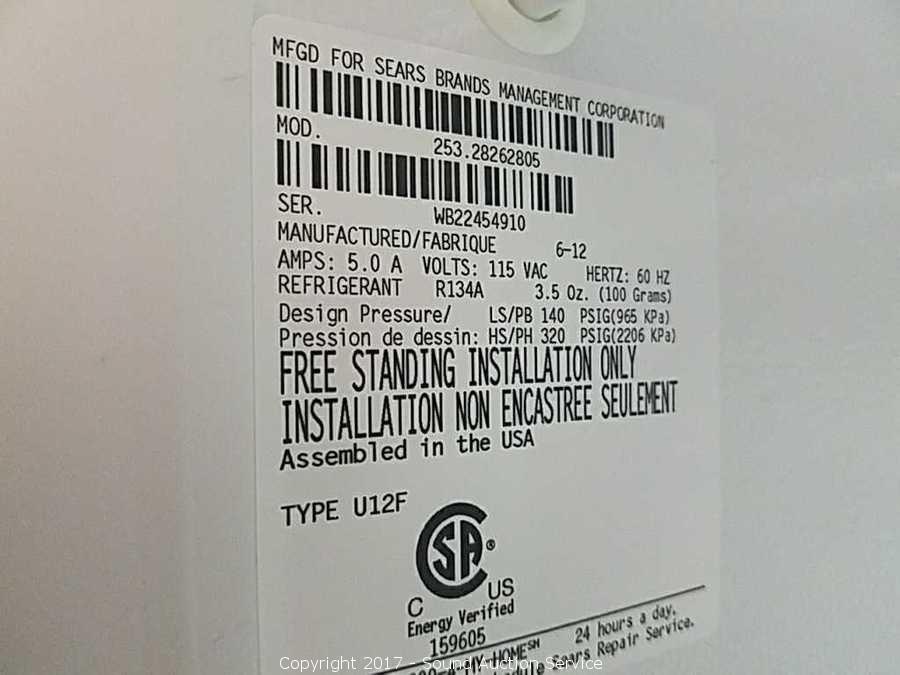 MFGD FOR SEARS BRANDS MANAGEMENT CORPORATION
MOD. 253.28262805
SER. WB22454910
MANUFACTURED/FABRIQUE 6-12
AMPS: 5.0 A VOLTS: 115 VAC HERTZ: 60 HZ
REFRIGERANT R134A 3.5 Oz. (100 Grams)
Design Pressure/ LS/PB 140 PSIG(965 KPa)
Pression de dessin: HS/PH 320 PSIG(2206 KPa)
FREE STANDING INSTALLATION ONLY
INSTALLATION NON ENCASTREE SEULEMENT
Assembled in the USA
TYPE U12F
CSA®
C US
Energy Verified
159605
HOME℠ 24 hours a day.
Sears Repair Service.
Copyright 2017 - Sound Auction Service